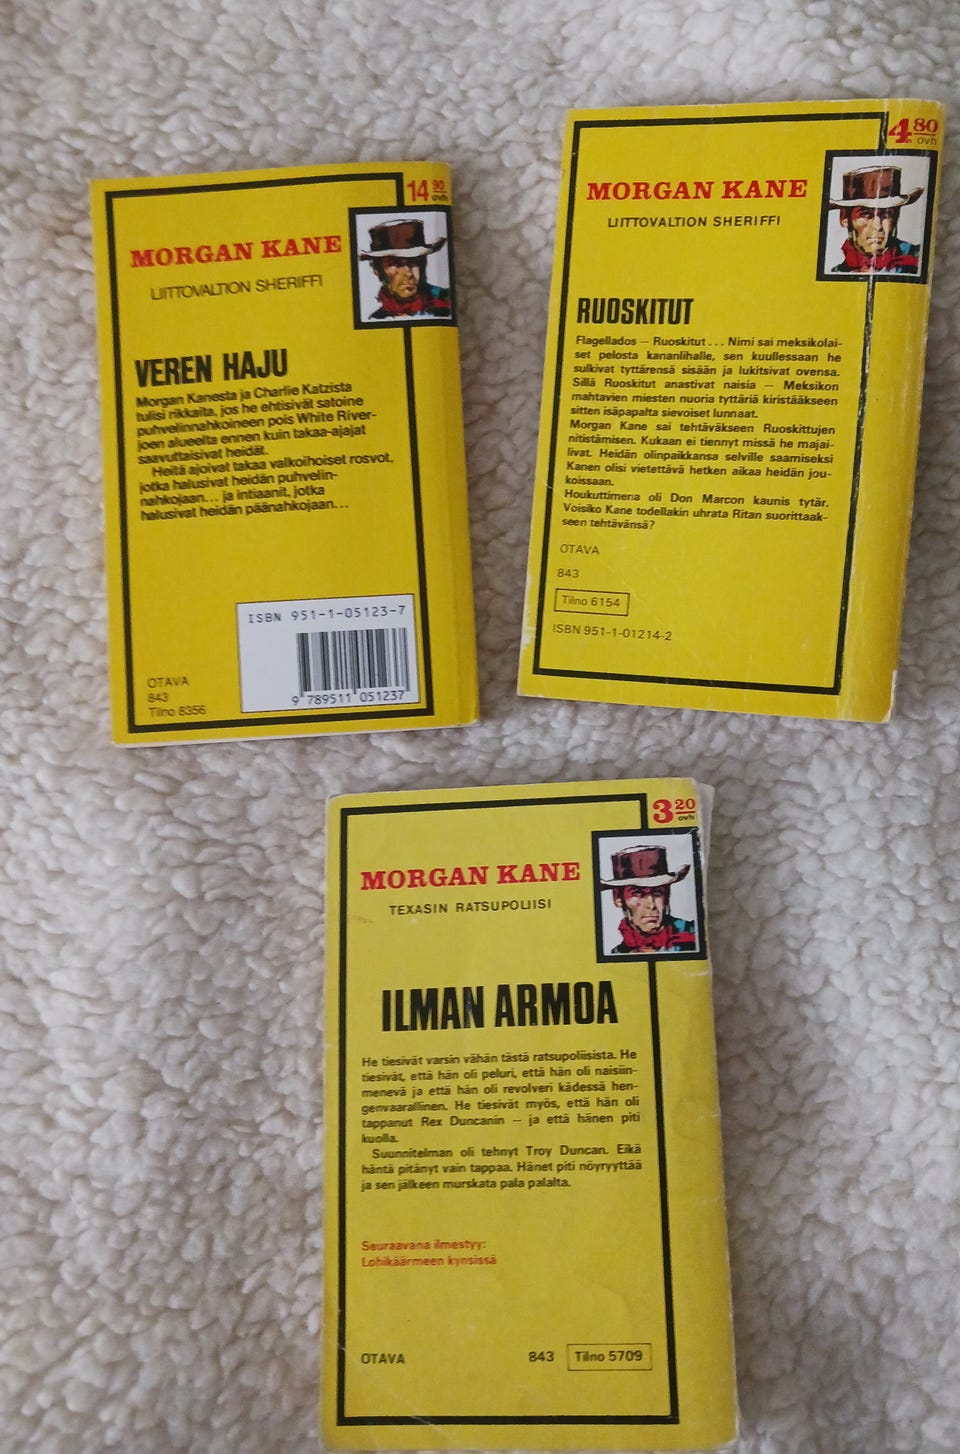 14 90
ovh
MORGAN KANE
LIITTOVALTION SHERIFFI
VEREN HAJU
Morgan Kanesta ja Charlie Katzista
tulisi rikkaita, jos he ehtisivät satoine
puhvelinnahkoineen pois White River-
joen alueelta ennen kuin takaa-ajajat
saavuttaisivat heidät.
Heitä ajoivat takaa valkoihoiset rosvot,
jotka halusivat heidän puhvelin-
nahkojaan... ja intiaanit, jotka
halusivat heidän päänahkojaan...
ISBN 951-1-05123-7
9 789511 051237
OTAVA
843
Tilno 8356
4.80
ovh
MORGAN KANE
LIITTOVALTION SHERIFFI
RUOSKITUT
Flagellados — Ruoskitut... Nimi sai meksikolai-
set pelosta kananlihalle, sen kuullessaan he
sulkivat tyttärensä sisään ja lukitsivat ovensa.
Sillä Ruoskitut anastivat naisia — Meksikon
mahtavien miesten nuoria tyttäriä kiristääkseen
sitten isäpapalta sievoiset lunnaat.
Morgan Kane sai tehtäväkseen Ruoskittujen
nitistämisen. Kukaan ei tiennyt missä he majai-
livat. Heidän olinpaikkansa selville saamiseksi
Kanen olisi vietettävä hetken aikaa heidän jou-
koissaan.
Houkuttimena oli Don Marcon kaunis tytär.
Voisiko Kane todellakin uhrata Ritan suorittaak-
seen tehtävänsä?
OTAVA
843
Tilno 6154
ISBN 951-1-01214-2
3 20
ovh
MORGAN KANE
TEXASIN RATSUPOLIISI
ILMAN ARMOA
He tiesivät varsin vähän tästä ratsupoliisista. He
tiesivät, että hän oli peluri, että hän oli naisiin-
menevä ja että hän oli revolveri kädessä hen-
genvaarallinen. He tiesivät myös, että hän oli
tappanut Rex Duncanin — ja että hänen piti
kuolla.
Suunnitelman oli tehnyt Troy Duncan. Eikä
häntä pitänyt vain tappaa. Hänet piti nöyryyttää
ja sen jälkeen murskata pala palalta.
Seuraavana ilmestyy:
Lohikäärmeen kynsissä
OTAVA
843
Tilno 5709